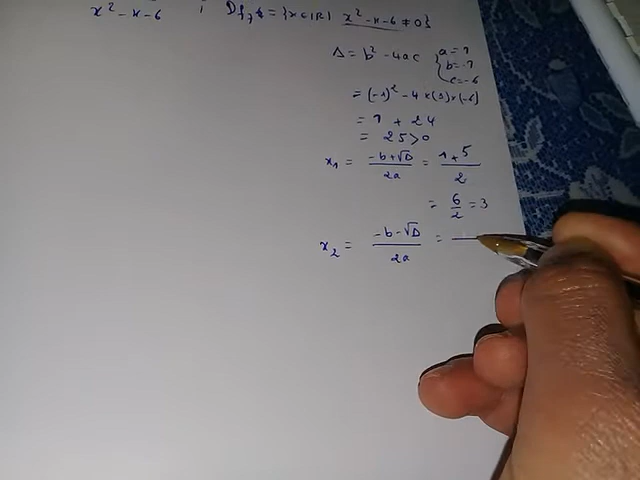 x² - x - 6 ; Df₇ = {x ∈ IR / x² - x - 6 ≠ 0}
Δ = b² - 4ac { a = 1
b = -1
c = -6
= (-1)² - 4 × (1) × (-6)
= 1 + 24
= 25 > 0
x₁ = (-b + √Δ) / 2a = (1 + 5) / 2
= 6/2 = 3
x₂ = (-b - √Δ) / 2a =